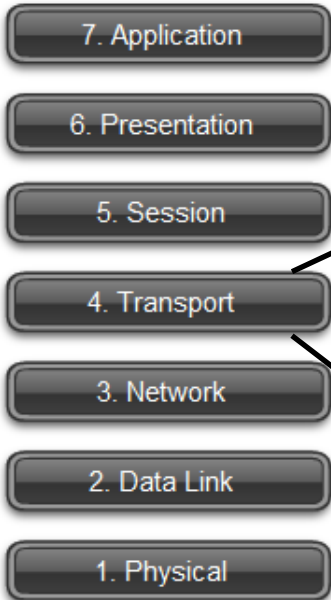 7. Application
6. Presentation
5. Session
4. Transport
3. Network
2. Data Link
1. Physical